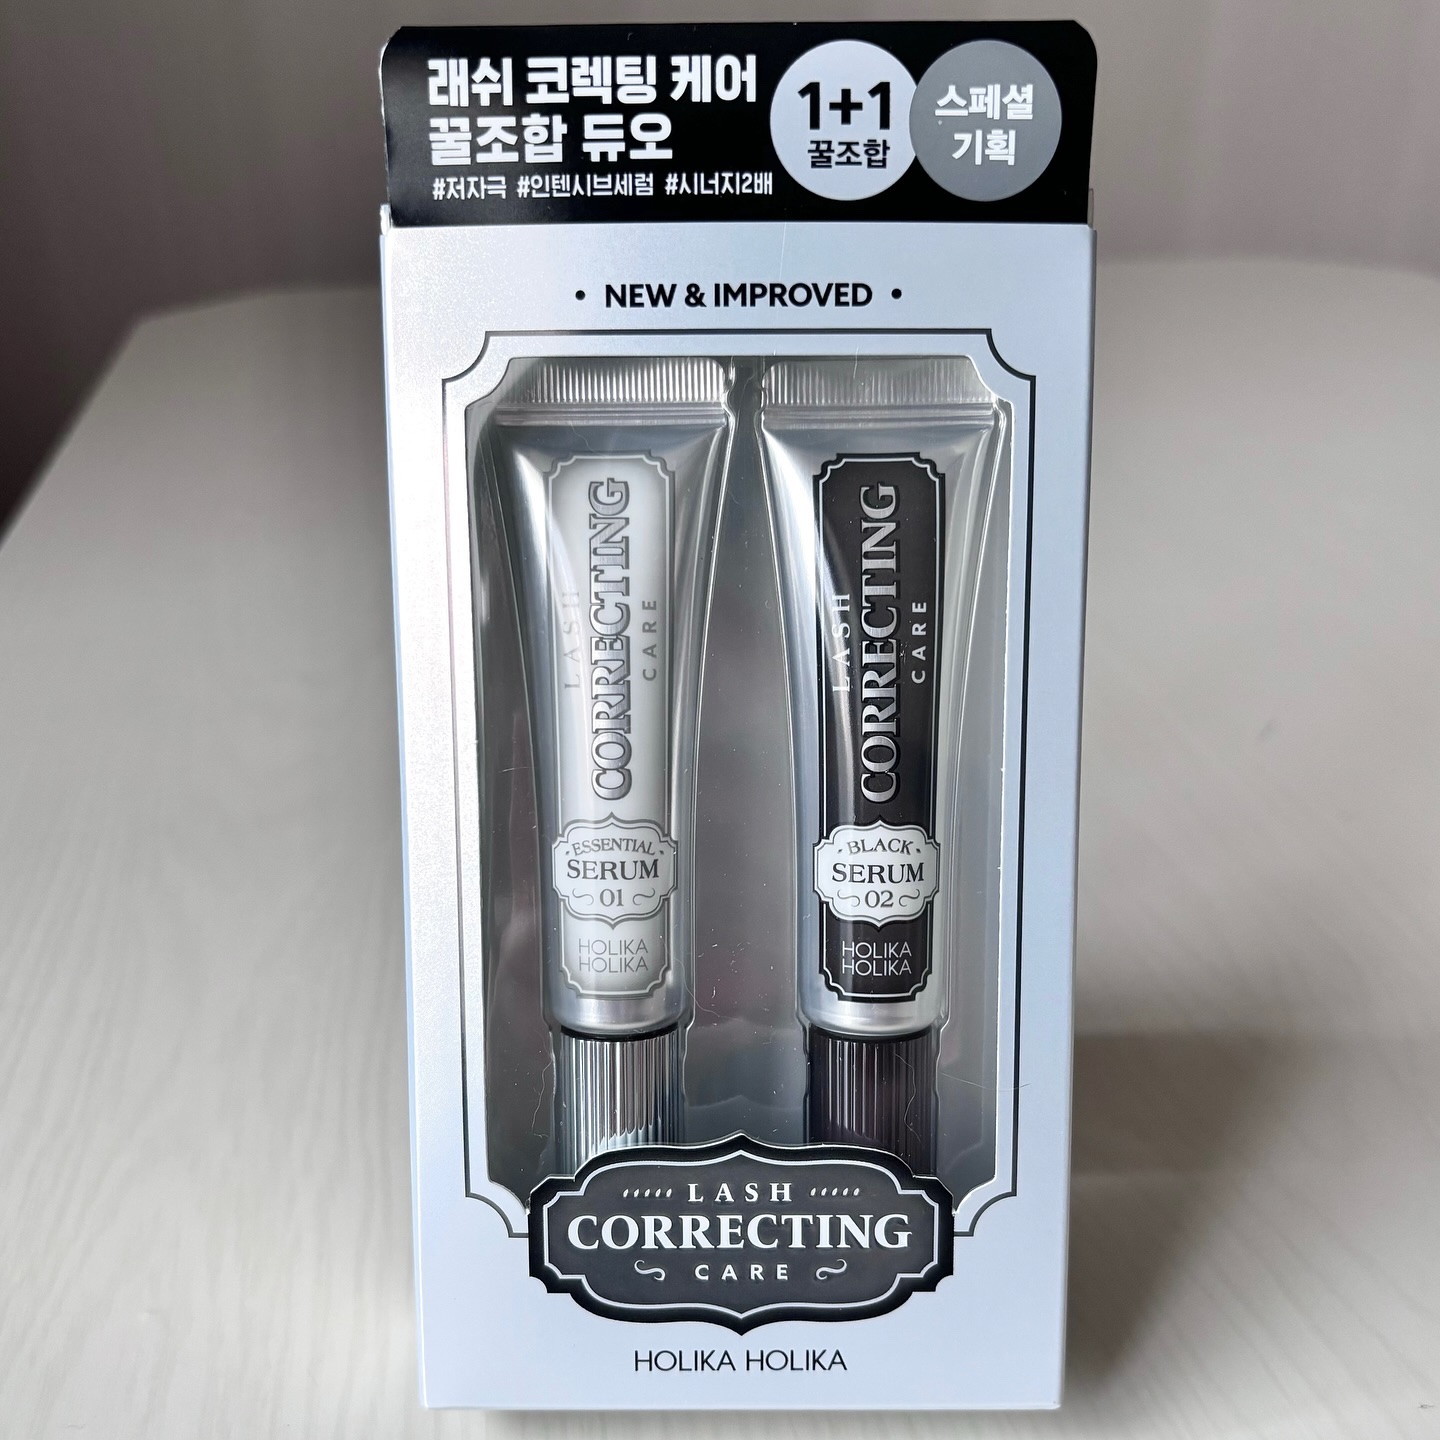 래쉬 코렉팅 케어
꿀조합 듀오
#저자극 #인텐시브세럼 #시너지2배
1+1
꿀조합
스페셜
기획
• NEW & IMPROVED •
LASH
CORRECTING
CARE
ESSENTIAL
SERUM
01
HOLIKA
HOLIKA
LASH
CORRECTING
CARE
BLACK
SERUM
02
HOLIKA
HOLIKA
LASH
CORRECTING
CARE
HOLIKA HOLIKA